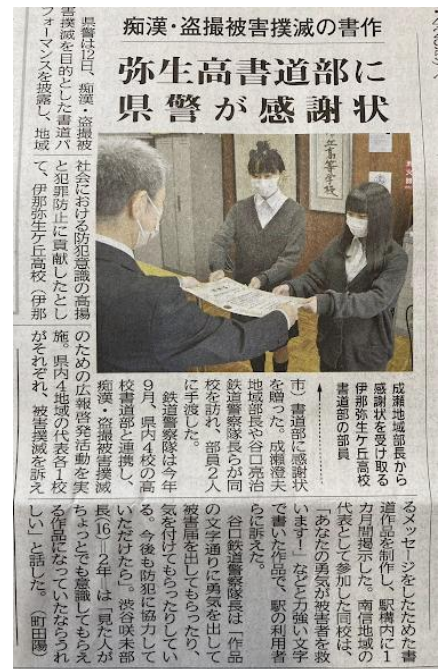 痴漢・盗撮被害撲滅の書作
弥生高書道部に
県警が感謝状
県警は12日、痴漢・盗撮被
害撲滅を目的とした書道パ
フォーマンスを披露し、地域
社会における防犯意識の高揚
と犯罪防止に貢献したとし
て、伊那弥生ケ丘高校（伊那
市）書道部に感謝状
を贈った。成瀬澄夫
地域部長や谷口亮治
鉄道警察隊長らが同
校を訪れ、部員2人
に手渡した。
鉄道警察隊は今年
9月、県内4校の高
校書道部と連携し、
痴漢・盗撮被害撲滅
のための広報啓発活動を実
施。県内4地域の代表各1校
がそれぞれ、被害撲滅を訴え
るメッセージをしたためた書
道作品を制作し、駅構内に1
カ月間掲示した。南信地域の
代表として参加した同校は、
「あなたの勇気が被害者を救
います！」などと力強い文字
で書いた作品で、駅の利用者
らに訴えた。
谷口鉄道警察隊長は「作品
の文字通りに勇気を出して
被害届を出してもらったり、
気を付けてもらったりしてい
る。今後も防犯に協力して
いただけたら」。渋谷咲未部
長(16)＝2年＝は「見た人が
ちょっとでも意識してもらえ
る作品になっていたならうれ
しい」と話した。（町田陽）
成瀬地域部長から
感謝状を受け取る
伊那弥生ケ丘高校
書道部の部員
立高等学校